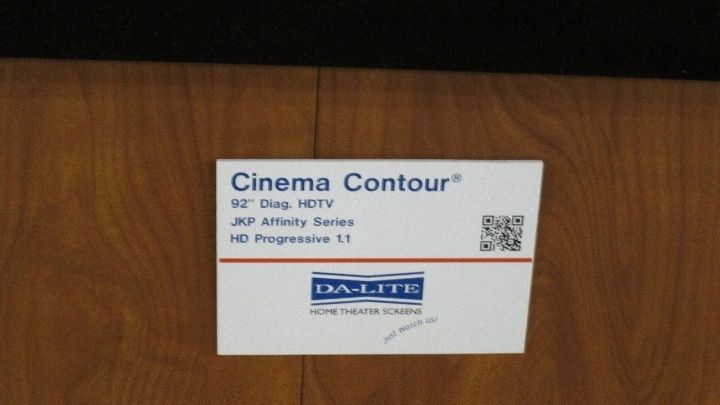 Cinema Contour®
92" Diag. HDTV
JKP Affinity Series
HD Progressive 1.1
DA-LITE
HOME THEATER SCREENS
Just watch us!